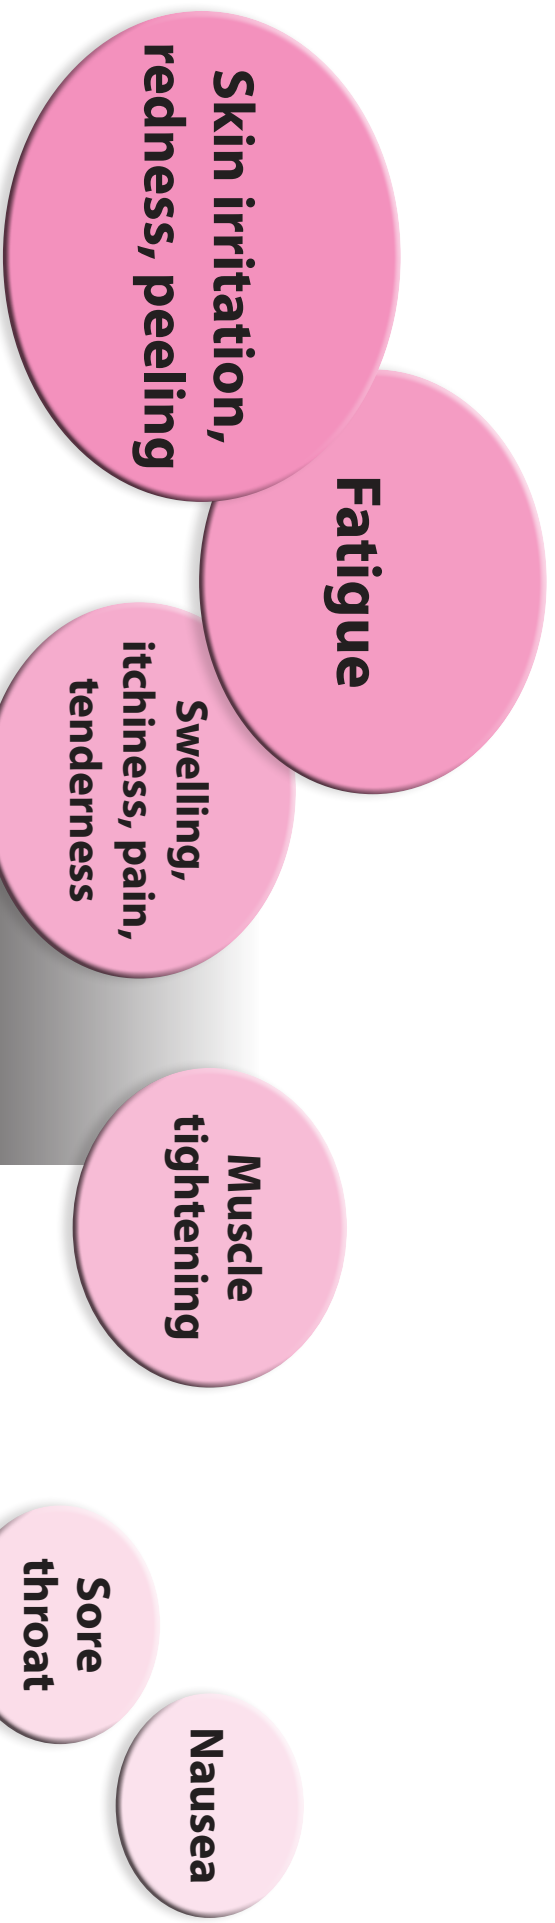 Skin irritation,
redness, peeling
Fatigue
Swelling,
itchiness, pain,
tenderness
Muscle
tightening
Sore
throat
Nausea